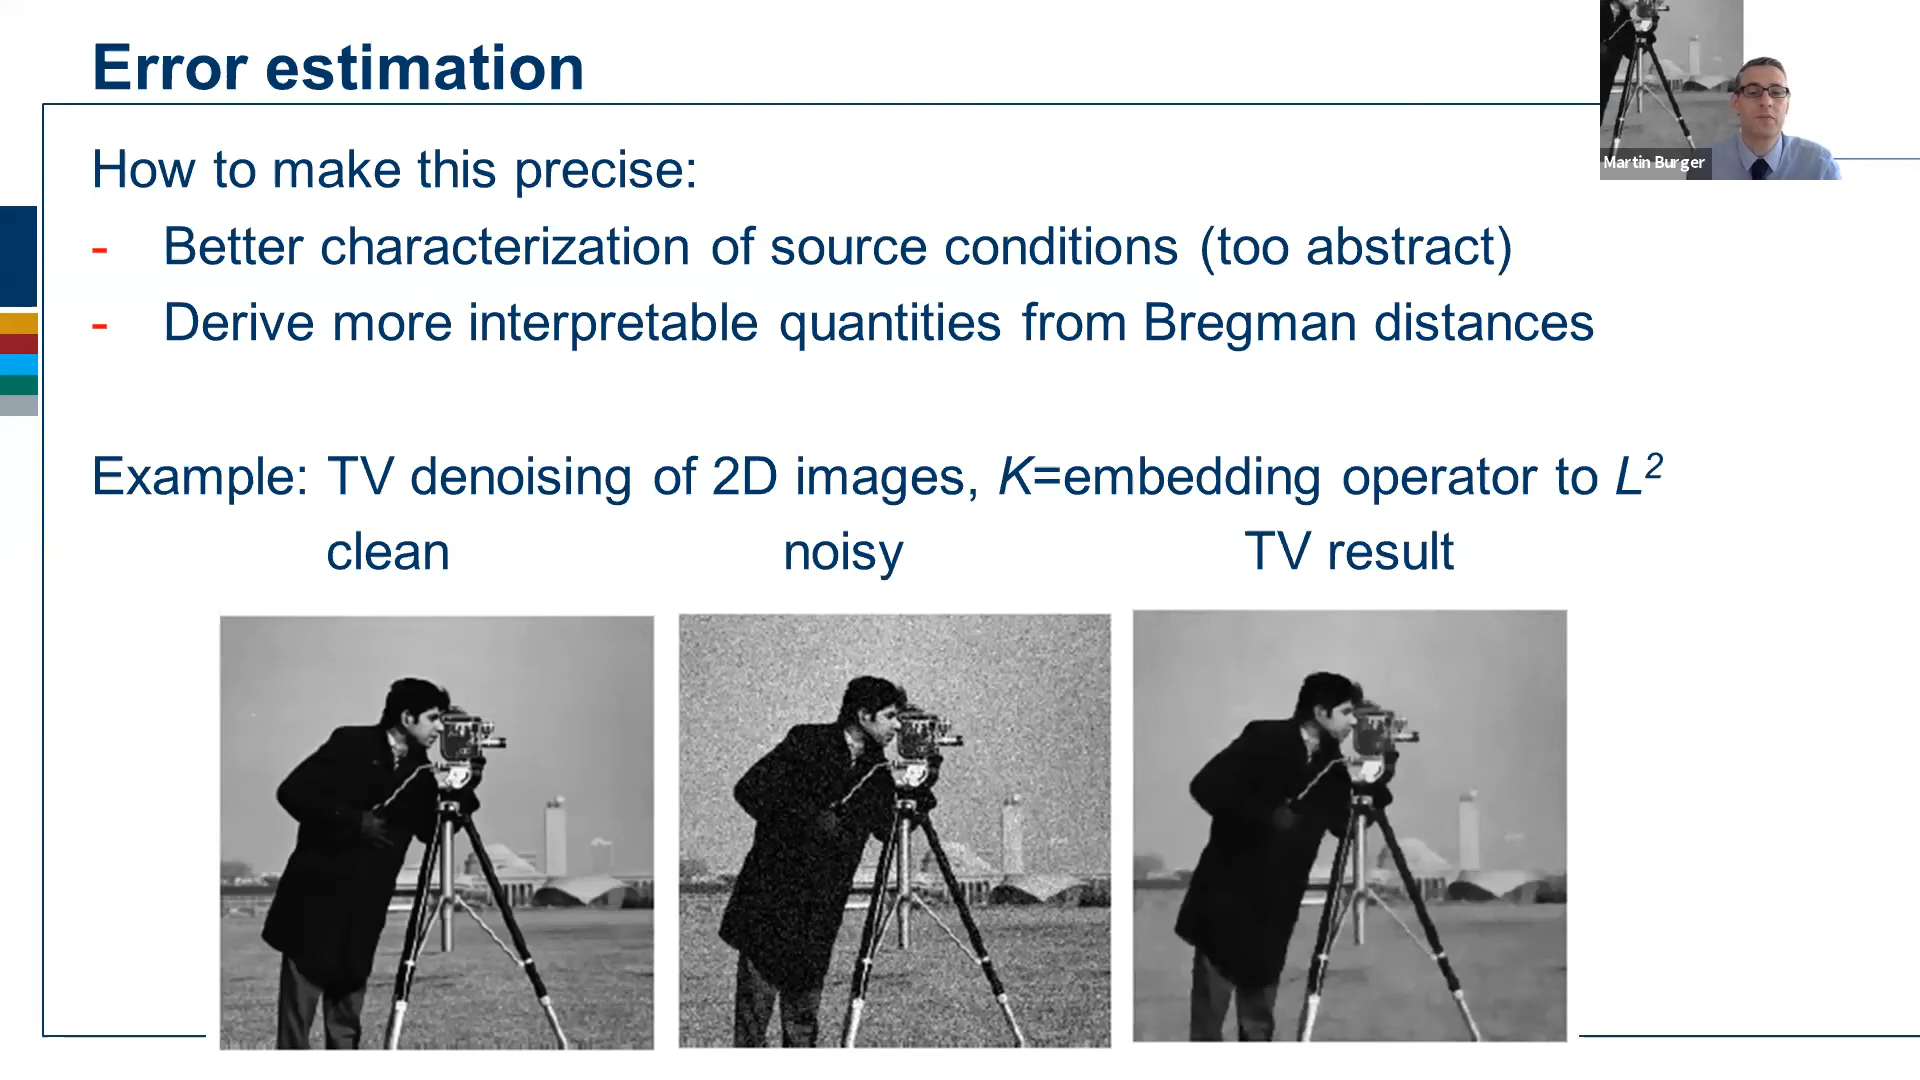 Error estimation
Martin Burger
How to make this precise:
- Better characterization of source conditions (too abstract)
- Derive more interpretable quantities from Bregman distances
Example: TV denoising of 2D images, K=embedding operator to L²
clean noisy TV result